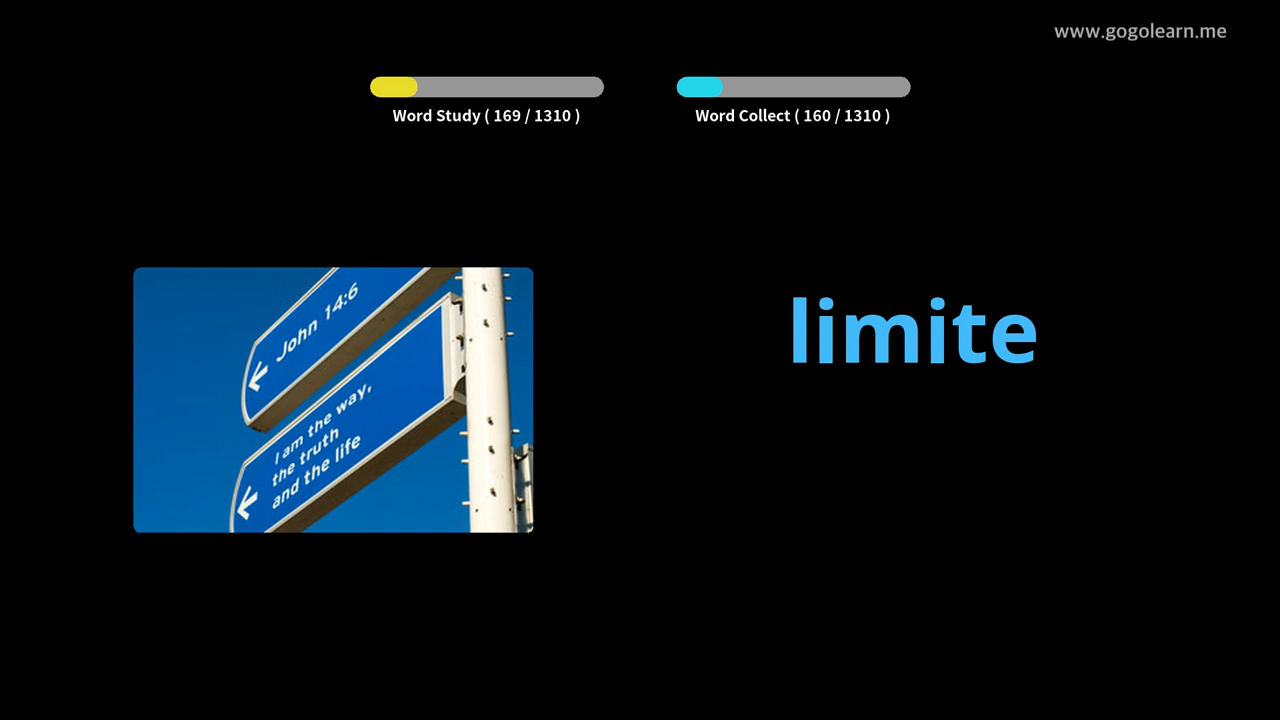 www.gogolearn.me
Word Study ( 169 / 1310 )
Word Collect ( 160 / 1310 )
John 14:6
I am the way,
the truth
and the life
limite